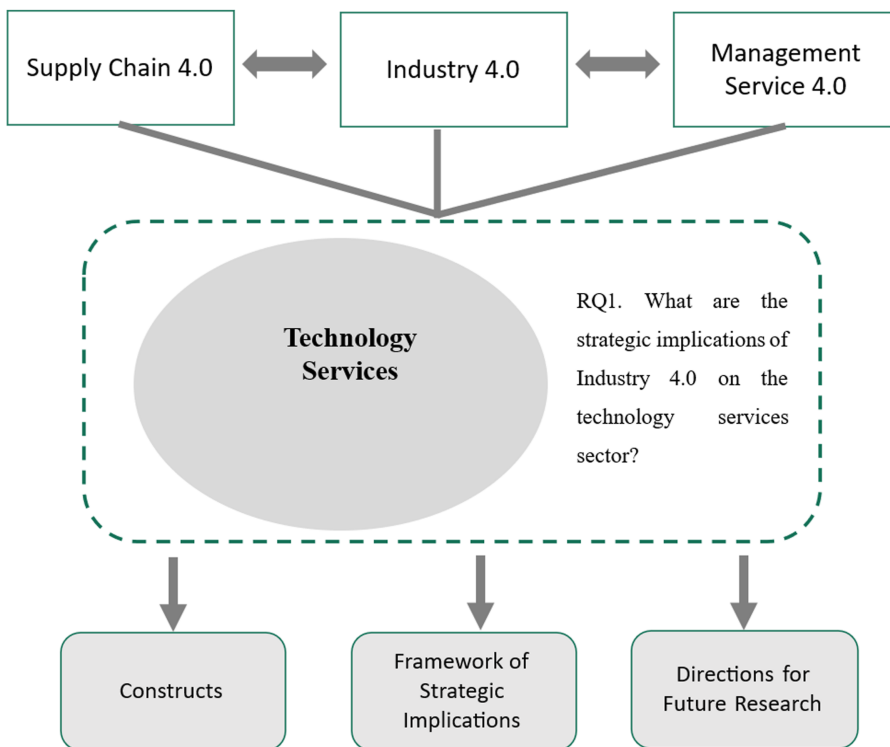 Supply Chain 4.0
Industry 4.0
Management
Service 4.0
Technology
Services
RQ1. What are the
strategic implications of
Industry 4.0 on the
technology services
sector?
Constructs
Framework of
Strategic
Implications
Directions for
Future Research